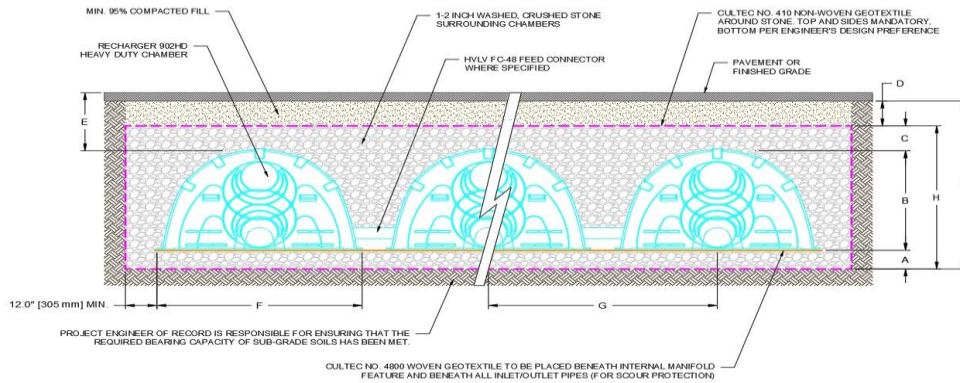 MIN. 95% COMPACTED FILL
1-2 INCH WASHED, CRUSHED STONE
SURROUNDING CHAMBERS
CULTEC NO. 410 NON-WOVEN GEOTEXTILE
AROUND STONE. TOP AND SIDES MANDATORY,
BOTTOM PER ENGINEER'S DESIGN PREFERENCE
RECHARGER 902HD
HEAVY DUTY CHAMBER
HVLV FC-48 FEED CONNECTOR
WHERE SPECIFIED
PAVEMENT OR
FINISHED GRADE
D
E
C
B
H
A
12.0" [305 mm] MIN.
F
G
PROJECT ENGINEER OF RECORD IS RESPONSIBLE FOR ENSURING THAT THE
REQUIRED BEARING CAPACITY OF SUB-GRADE SOILS HAS BEEN MET.
CULTEC NO. 4800 WOVEN GEOTEXTILE TO BE PLACED BENEATH INTERNAL MANIFOLD
FEATURE AND BENEATH ALL INLET/OUTLET PIPES (FOR SCOUR PROTECTION)